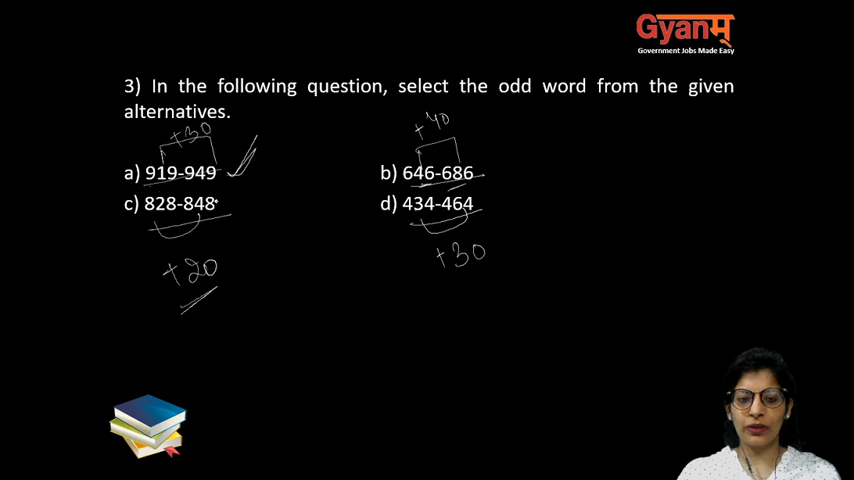 Gyanम्
Government Jobs Made Easy
3) In the following question, select the odd word from the given
alternatives.
+30
+40
a) 919-949
b) 646-686
c) 828-848
d) 434-464
+20
+30